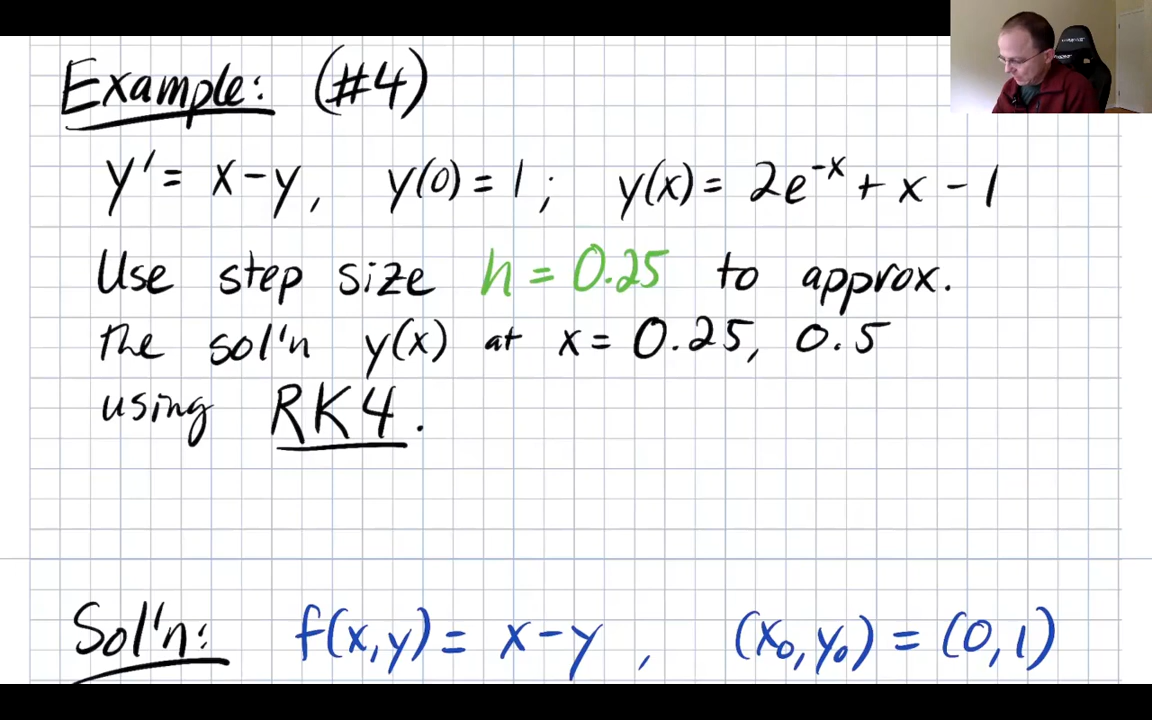 Example: (#4)
y' = x - y, y(0) = 1; y(x) = 2e^{-x} + x - 1
Use step size h = 0.25 to approx.
the sol'n y(x) at x = 0.25, 0.5
using RK4.
Sol'n: f(x,y) = x - y, (x₀, y₀) = (0, 1)